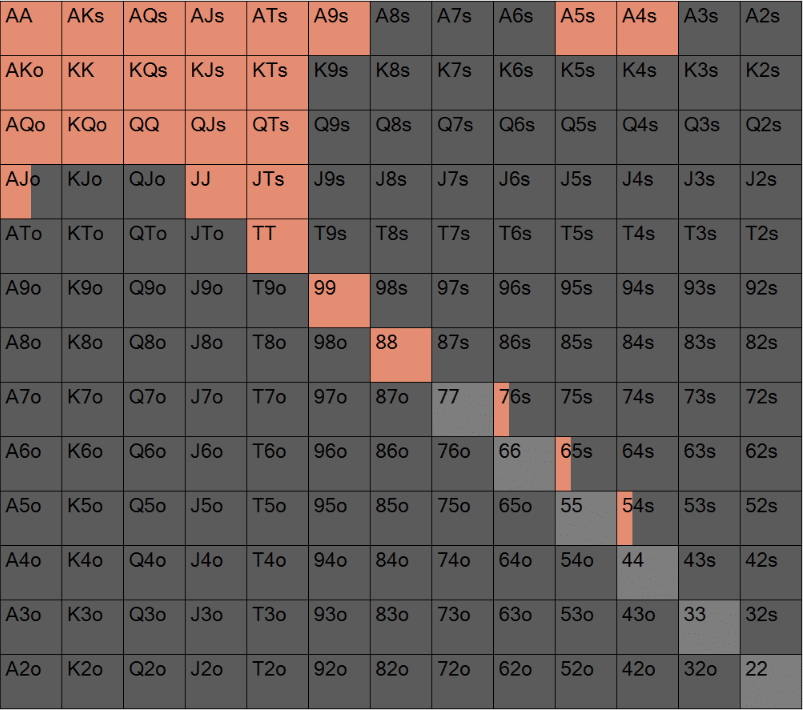 AA AKs AQs AJs ATs A9s A8s A7s A6s A5s A4s A3s A2s
AKo KK KQs KJs KTs K9s K8s K7s K6s K5s K4s K3s K2s
AQo KQo QQ QJs QTs Q9s Q8s Q7s Q6s Q5s Q4s Q3s Q2s
AJo KJo QJo JJ JTs J9s J8s J7s J6s J5s J4s J3s J2s
ATo KTo QTo JTo TT T9s T8s T7s T6s T5s T4s T3s T2s
A9o K9o Q9o J9o T9o 99 98s 97s 96s 95s 94s 93s 92s
A8o K8o Q8o J8o T8o 98o 88 87s 86s 85s 84s 83s 82s
A7o K7o Q7o J7o T7o 97o 87o 77 76s 75s 74s 73s 72s
A6o K6o Q6o J6o T6o 96o 86o 76o 66 65s 64s 63s 62s
A5o K5o Q5o J5o T5o 95o 85o 75o 65o 55 54s 53s 52s
A4o K4o Q4o J4o T4o 94o 84o 74o 64o 54o 44 43s 42s
A3o K3o Q3o J3o T3o 93o 83o 73o 63o 53o 43o 33 32s
A2o K2o Q2o J2o T2o 92o 82o 72o 62o 52o 42o 32o 22